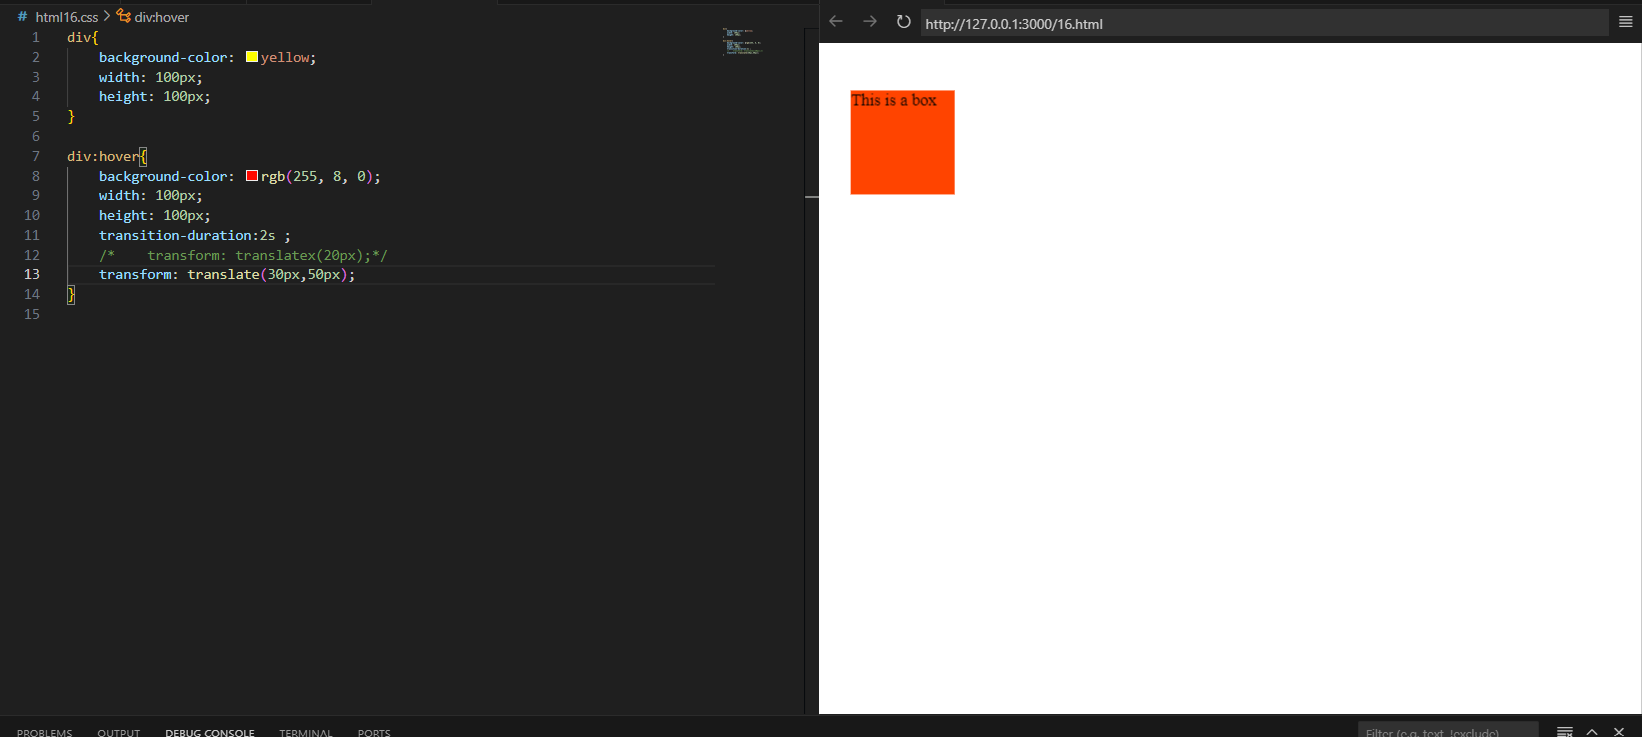 # html16.css > div:hover
1 div{
2 background-color: yellow;
3 width: 100px;
4 height: 100px;
5 }
6
7 div:hover{
8 background-color: rgb(255, 8, 0);
9 width: 100px;
10 height: 100px;
11 transition-duration:2s ;
12 /*    transform: translatex(20px);*/
13 transform: translate(30px,50px);
14 }
15
http://127.0.0.1:3000/16.html
This is a box
PROBLEMS OUTPUT DEBUG CONSOLE TERMINAL PORTS
Filter (e.g. text, !exclude)